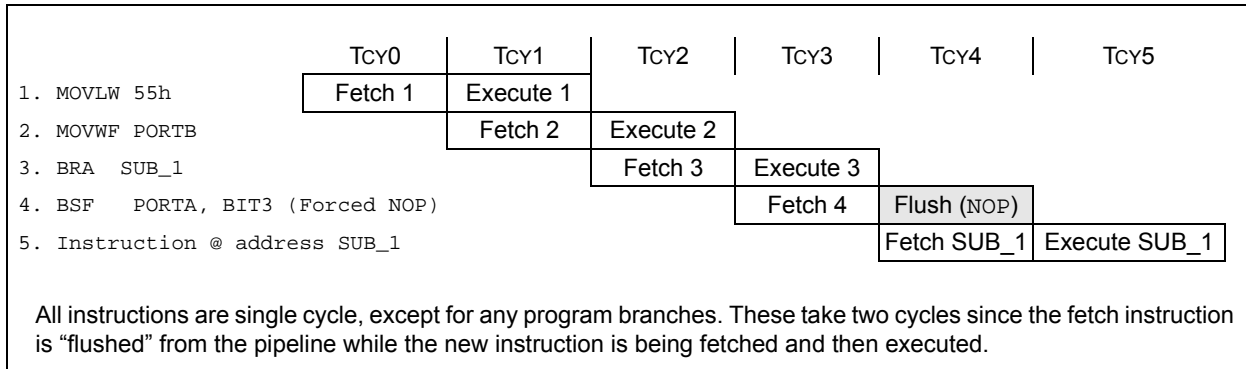 TCY0 TCY1 TCY2 TCY3 TCY4 TCY5
1. MOVLW 55h Fetch 1 Execute 1
2. MOVWF PORTB Fetch 2 Execute 2
3. BRA SUB_1 Fetch 3 Execute 3
4. BSF PORTA, BIT3 (Forced NOP) Fetch 4 Flush (NOP)
5. Instruction @ address SUB_1 Fetch SUB_1 Execute SUB_1
All instructions are single cycle, except for any program branches. These take two cycles since the fetch instruction
is “flushed” from the pipeline while the new instruction is being fetched and then executed.